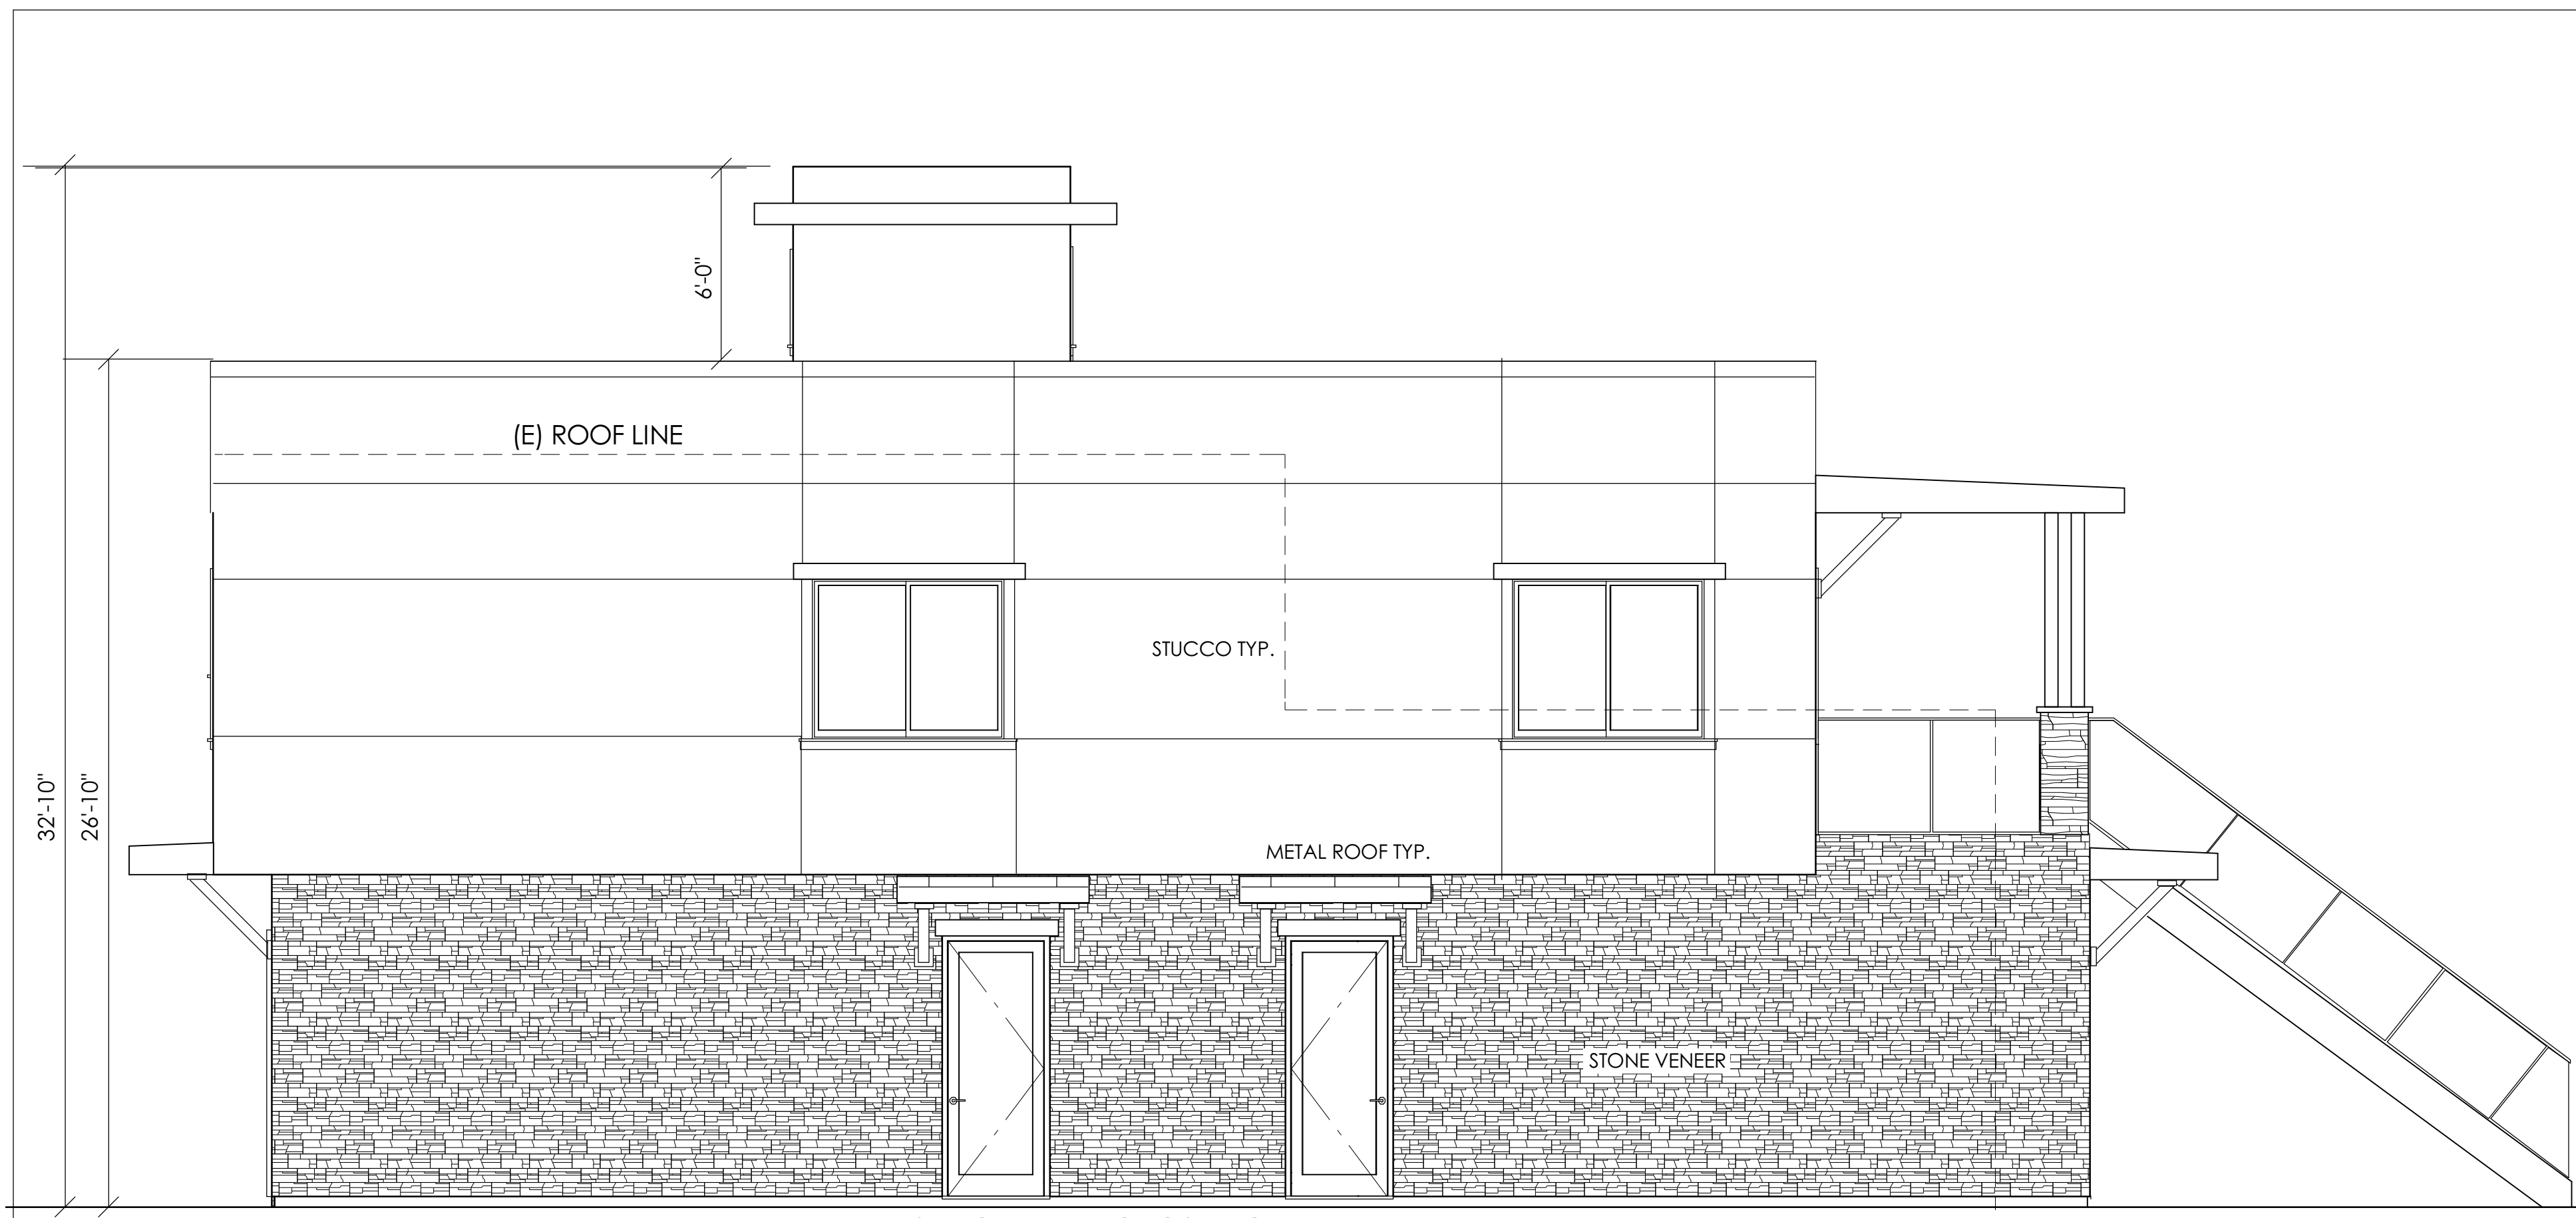 6'-0"
(E) ROOF LINE
STUCCO TYP.
32'-10"
26'-10"
METAL ROOF TYP.
STONE VENEER